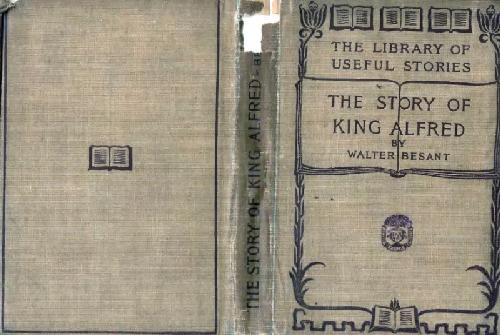 THE LIBRARY OF
USEFUL STORIES
THE STORY OF
KING ALFRED
BY
WALTER BESANT
THE STORY OF KING ALFRED